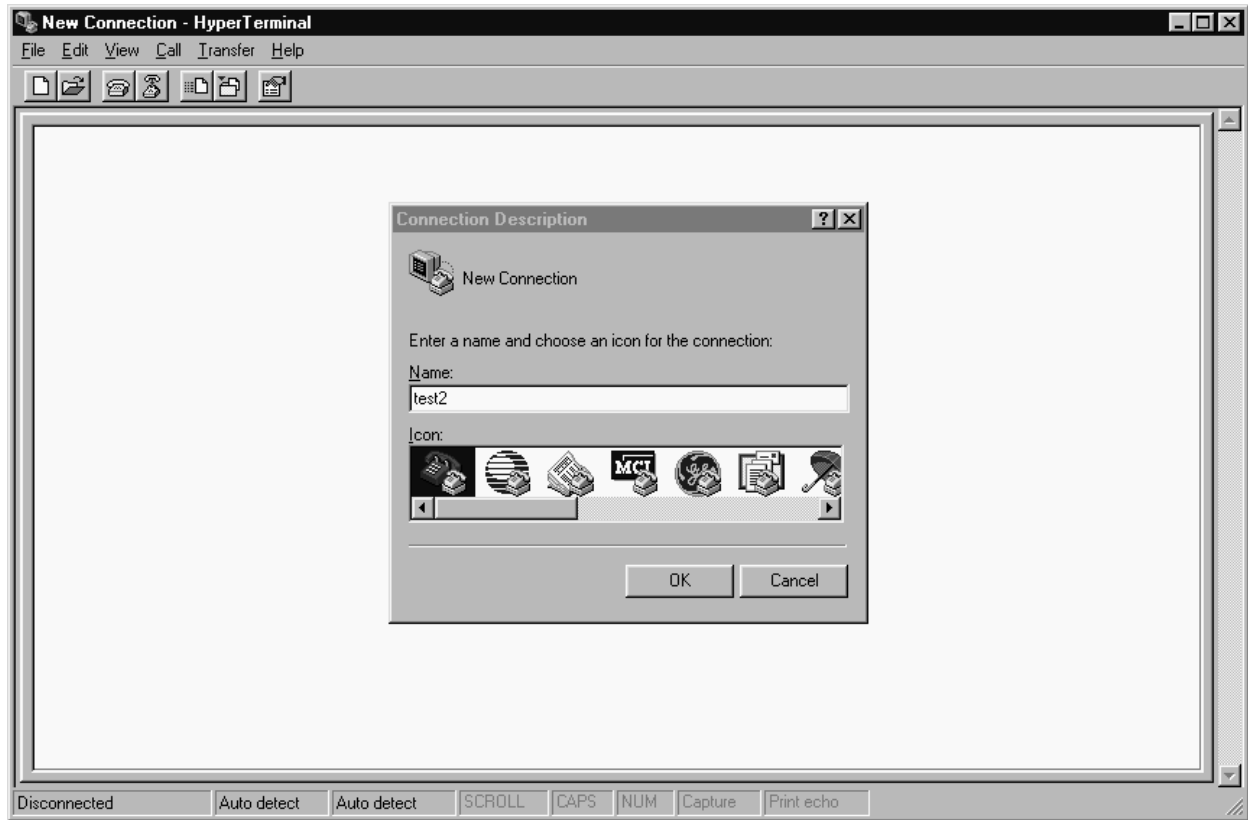 New Connection - HyperTerminal
File Edit View Call Transfer Help
Connection Description
New Connection
Enter a name and choose an icon for the connection:
Name:
test2
Icon:
MCI
OK Cancel
Disconnected Auto detect Auto detect SCROLL CAPS NUM Capture Print echo